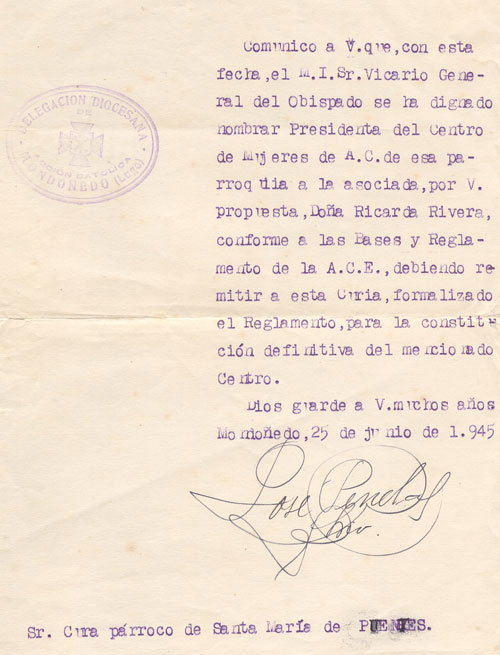 Comunico a V.que,con esta
fecha,el M.I.Sr.Vicario Gene-
ral del Obispado se ha dignado
nombrar Presidenta del Centro
de Mujeres de A.C.de esa pa-
rroquia a la asociada,por V.
propuesta,Doña Ricarda Rivera,
conforme a las Bases y Regla-
mento de la A.C.E.,debiendo re
mitir a esta Curia,formalizado
el Reglamento,para la constitu
ción definitiva del mencionado
Centro.
Dios guarde a V.muchos años
Mondoñedo,25 de junio de 1.945
DELEGACION DIOCESANA
DE
ACCION CATOLICA
MONDOÑEDO (Lugo)
Jose
Sr. Cura párroco de Santa María de PUENTES.